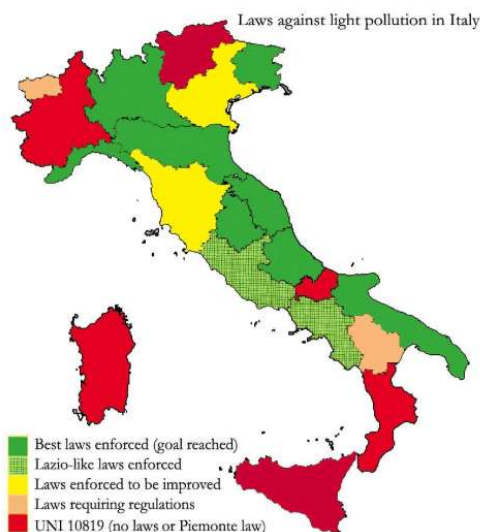 Laws against light pollution in Italy
Best laws enforced (goal reached)
Lazio-like laws enforced
Laws enforced to be improved
Laws requiring regulations
UNI 10819 (no laws or Piemonte law)